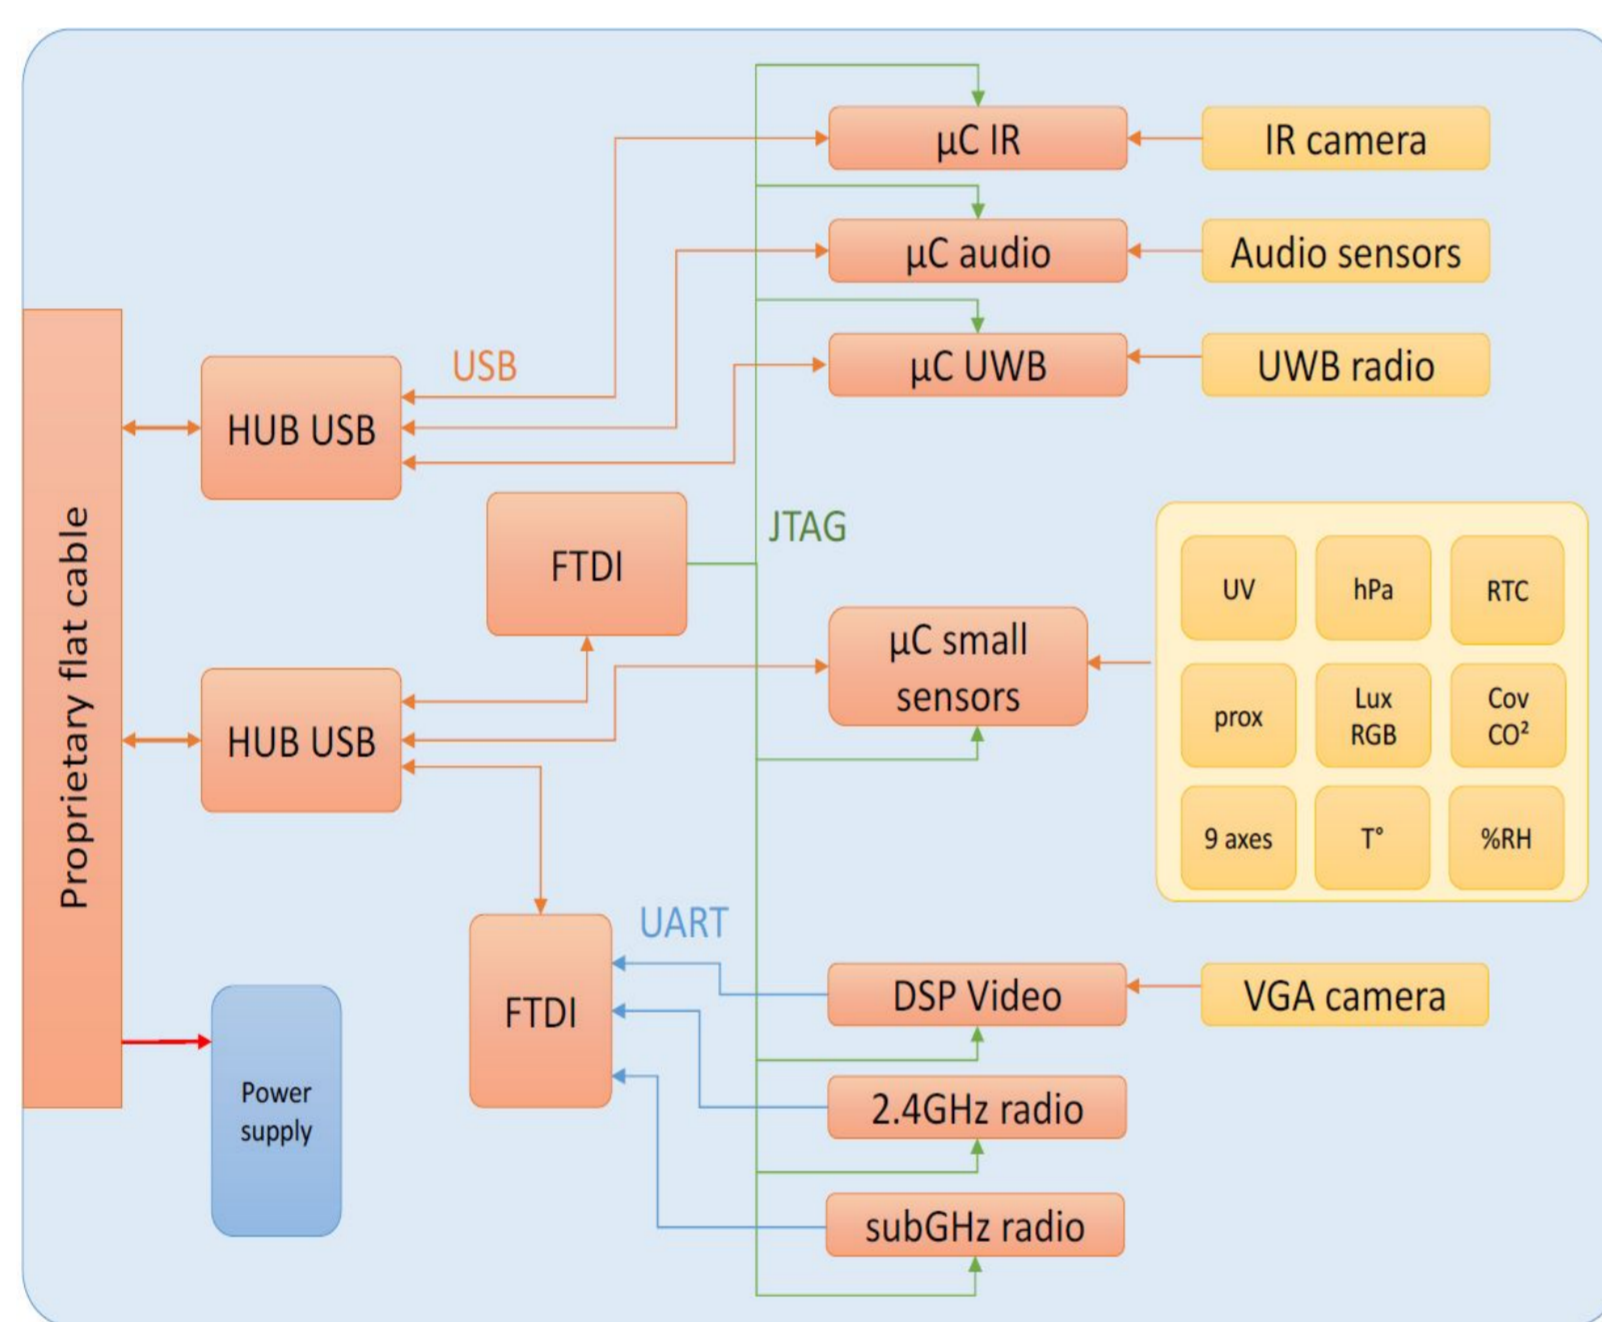 µC IR
IR camera
µC audio
Audio sensors
USB
µC UWB
UWB radio
HUB USB
Proprietary flat cable
FTDI
JTAG
µC small
sensors
UV
hPa
RTC
prox
Lux
RGB
Cov
CO²
9 axes
T°
%RH
HUB USB
UART
FTDI
DSP Video
VGA camera
Power
supply
2.4GHz radio
subGHz radio